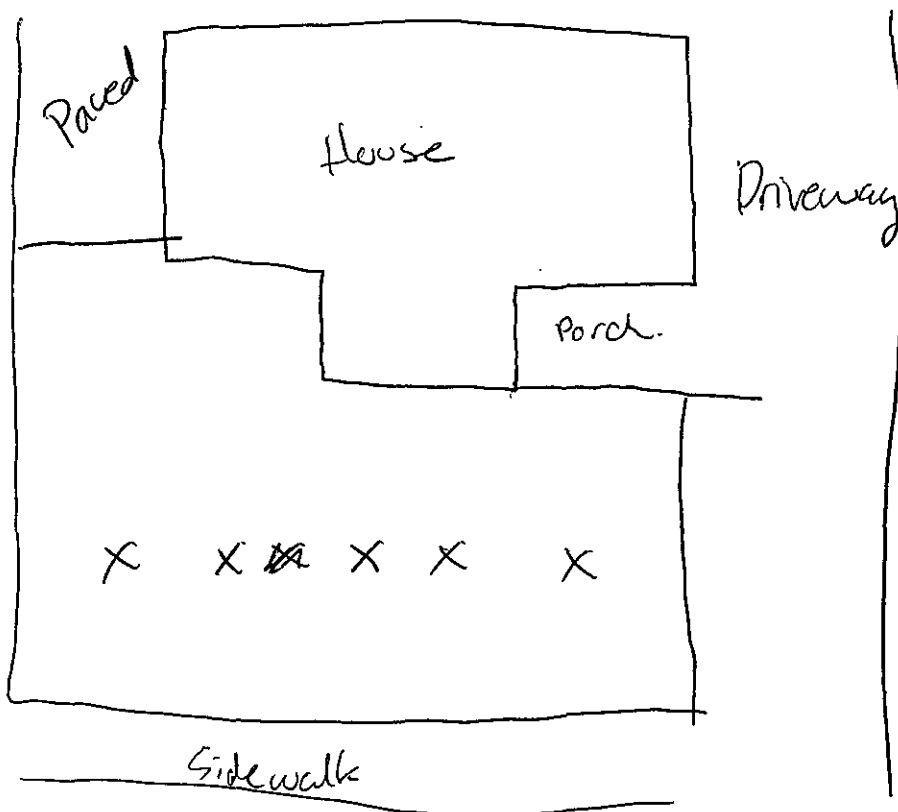 Paved
House
Driveway
Porch.
X X X X X
Sidewalk